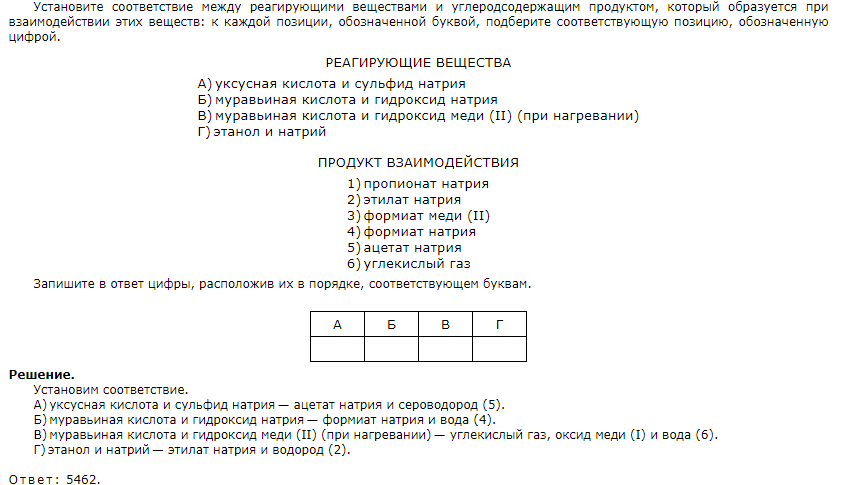 Установите соответствие между реагирующими веществами и углеродсодержащим продуктом, который образуется при
взаимодействии этих веществ: к каждой позиции, обозначенной буквой, подберите соответствующую позицию, обозначенную
цифрой.
РЕАГИРУЮЩИЕ ВЕЩЕСТВА
А) уксусная кислота и сульфид натрия
Б) муравьиная кислота и гидроксид натрия
В) муравьиная кислота и гидроксид меди (II) (при нагревании)
Г) этанол и натрий
ПРОДУКТ ВЗАИМОДЕЙСТВИЯ
1) пропионат натрия
2) этилат натрия
3) формиат меди (II)
4) формиат натрия
5) ацетат натрия
6) углекислый газ
Запишите в ответ цифры, расположив их в порядке, соответствующем буквам.
А Б В Г
Решение.
Установим соответствие.
А) уксусная кислота и сульфид натрия — ацетат натрия и сероводород (5).
Б) муравьиная кислота и гидроксид натрия — формиат натрия и вода (4).
В) муравьиная кислота и гидроксид меди (II) (при нагревании) — углекислый газ, оксид меди (I) и вода (6).
Г) этанол и натрий — этилат натрия и водород (2).
Ответ: 5462.